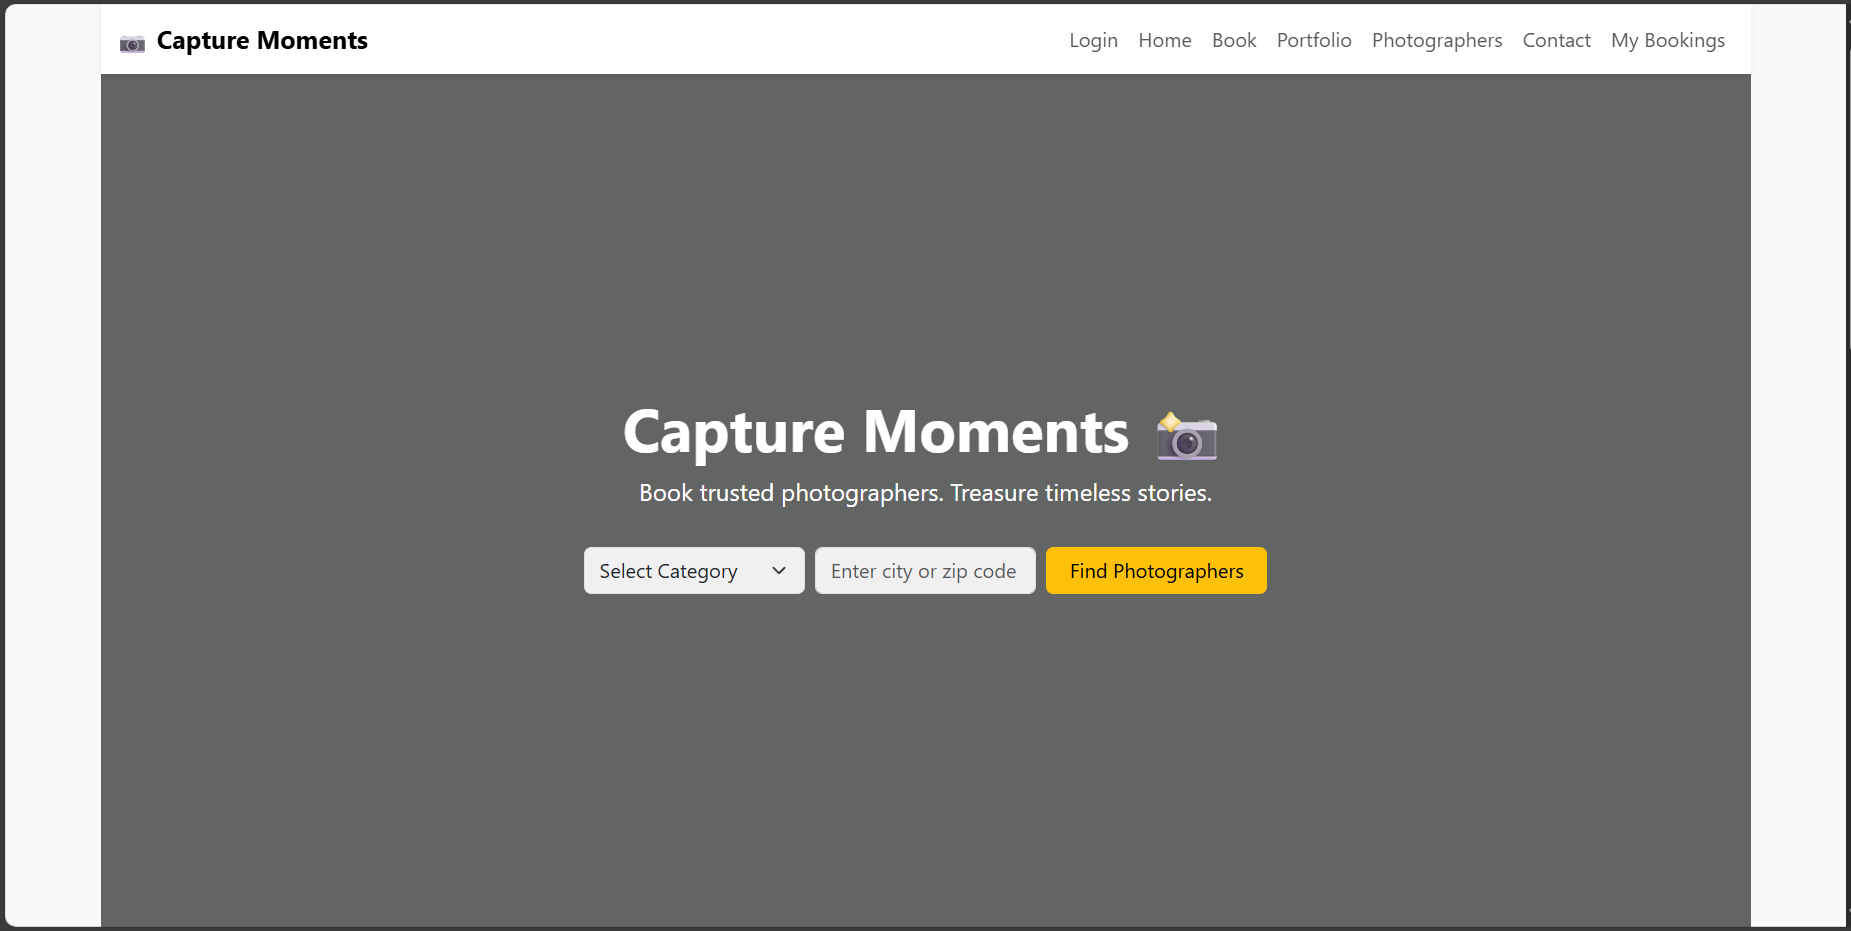 Capture Moments
Login Home Book Portfolio Photographers Contact My Bookings
Capture Moments
Book trusted photographers. Treasure timeless stories.
Select Category Enter city or zip code Find Photographers